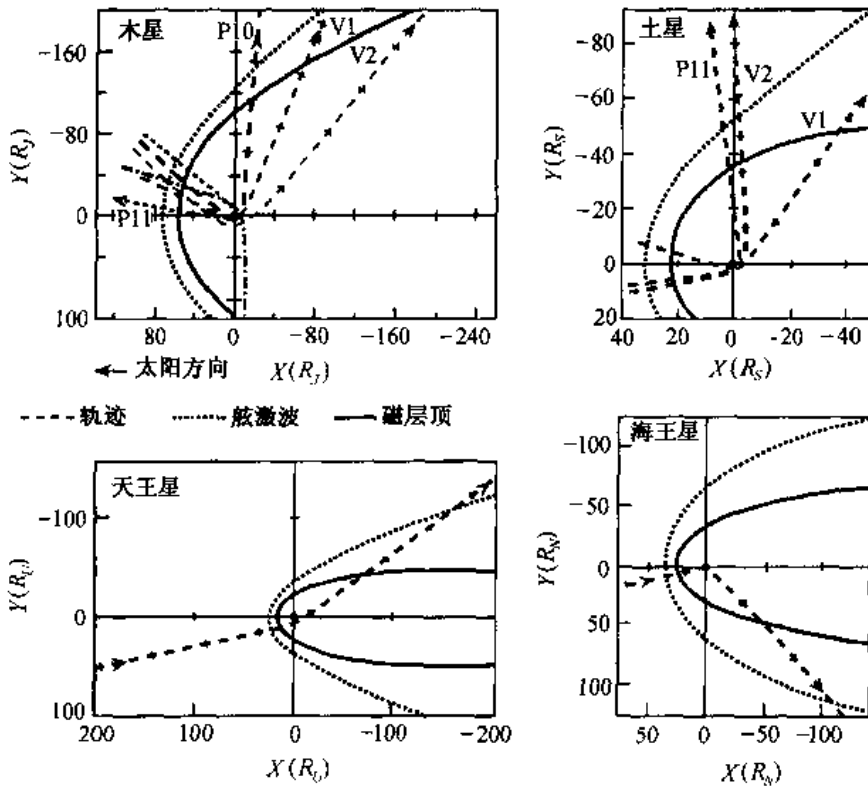 木星
P10
V1
V2
P11
-160
-80
0
100
Y(R_J)
80 0 -80 -160 -240
X(R_J)
太阳方向
土星
P11
V2
V1
-80
-60
-40
-20
0
20
Y(R_S)
40 20 0 -20 -40
X(R_S)
轨迹 舷激波 磁层顶
天王星
-100
0
100
Y(R_U)
200 100 0 -100 -200
X(R_U)
海王星
-100
-50
0
50
100
Y(R_N)
50 0 -50 -100
X(R_N)